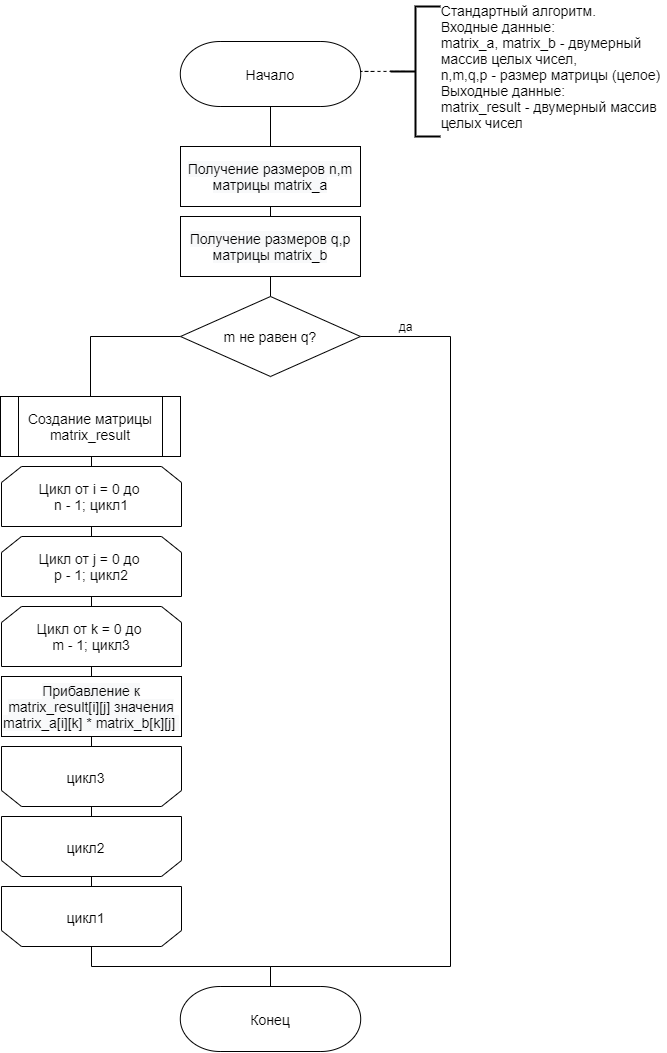 Стандартный алгоритм.
Входные данные:
matrix_a, matrix_b - двумерный
массив целых чисел,
n,m,q,p - размер матрицы (целое)
Выходные данные:
matrix_result - двумерный массив
целых чисел
Начало
Получение размеров n,m
матрицы matrix_a
Получение размеров q,p
матрицы matrix_b
m не равен q?
да
Создание матрицы
matrix_result
Цикл от i = 0 до
n - 1; цикл1
Цикл от j = 0 до
p - 1; цикл2
Цикл от k = 0 до
m - 1; цикл3
Прибавление к
matrix_result[i][j] значения
matrix_a[i][k] * matrix_b[k][j]
цикл3
цикл2
цикл1
Конец